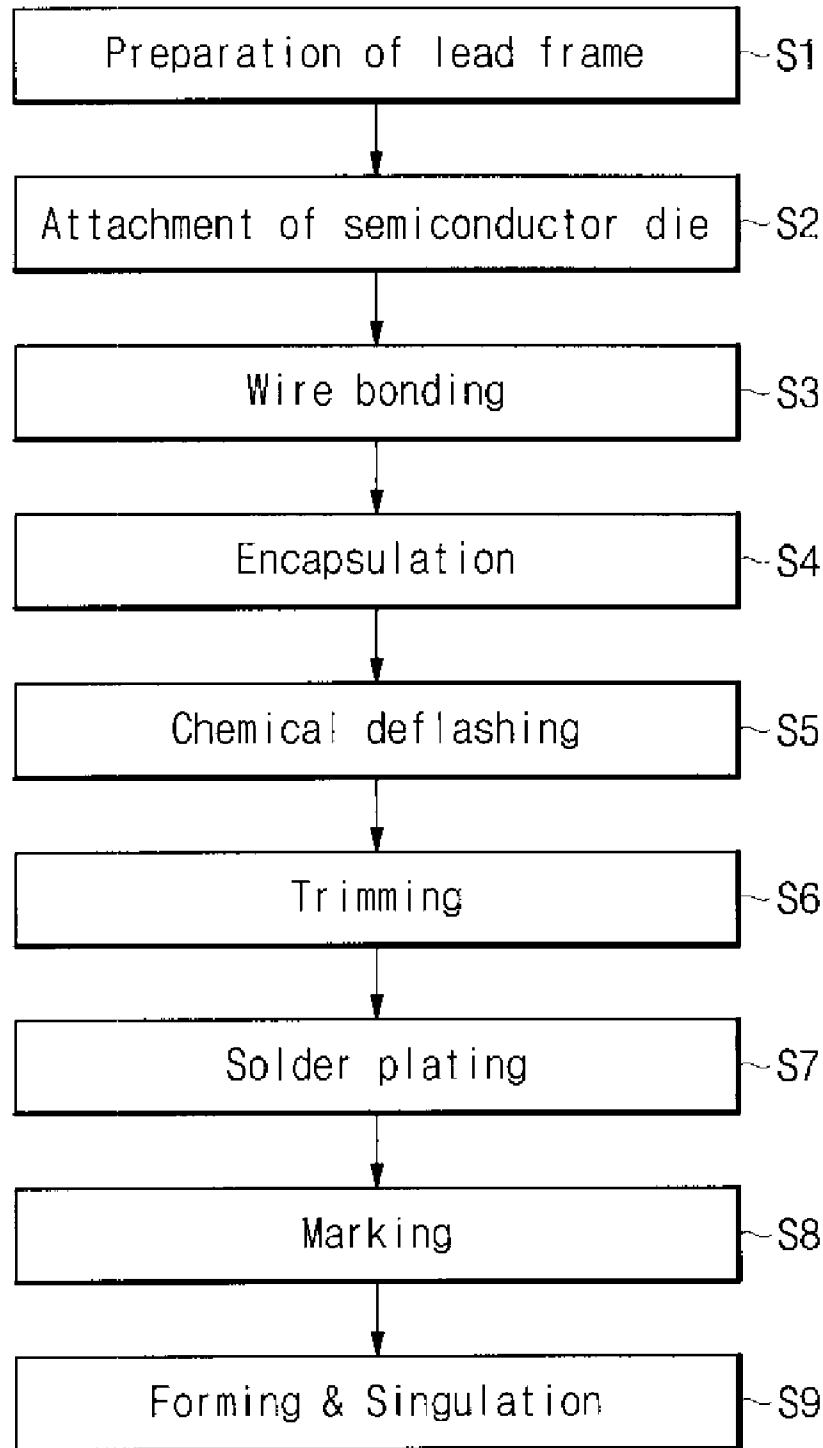 Preparation of lead frame S1
Attachment of semiconductor die S2
Wire bonding S3
Encapsulation S4
Chemical deflashing S5
Trimming S6
Solder plating S7
Marking S8
Forming & Singulation S9